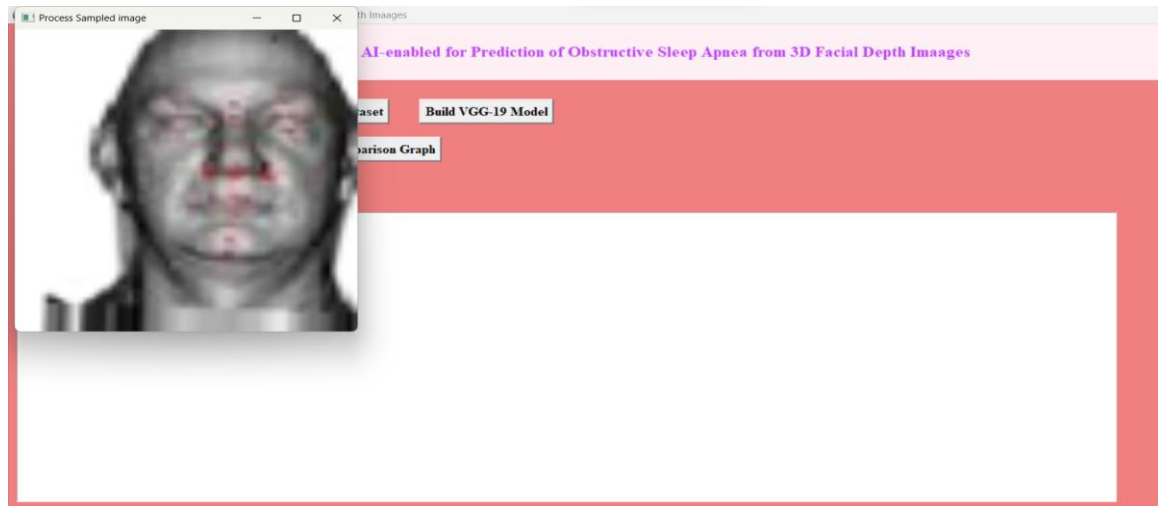 Process Sampled image
th Imaages
AI-enabled for Prediction of Obstructive Sleep Apnea from 3D Facial Depth Imaages
taset
Build VGG-19 Model
parison Graph